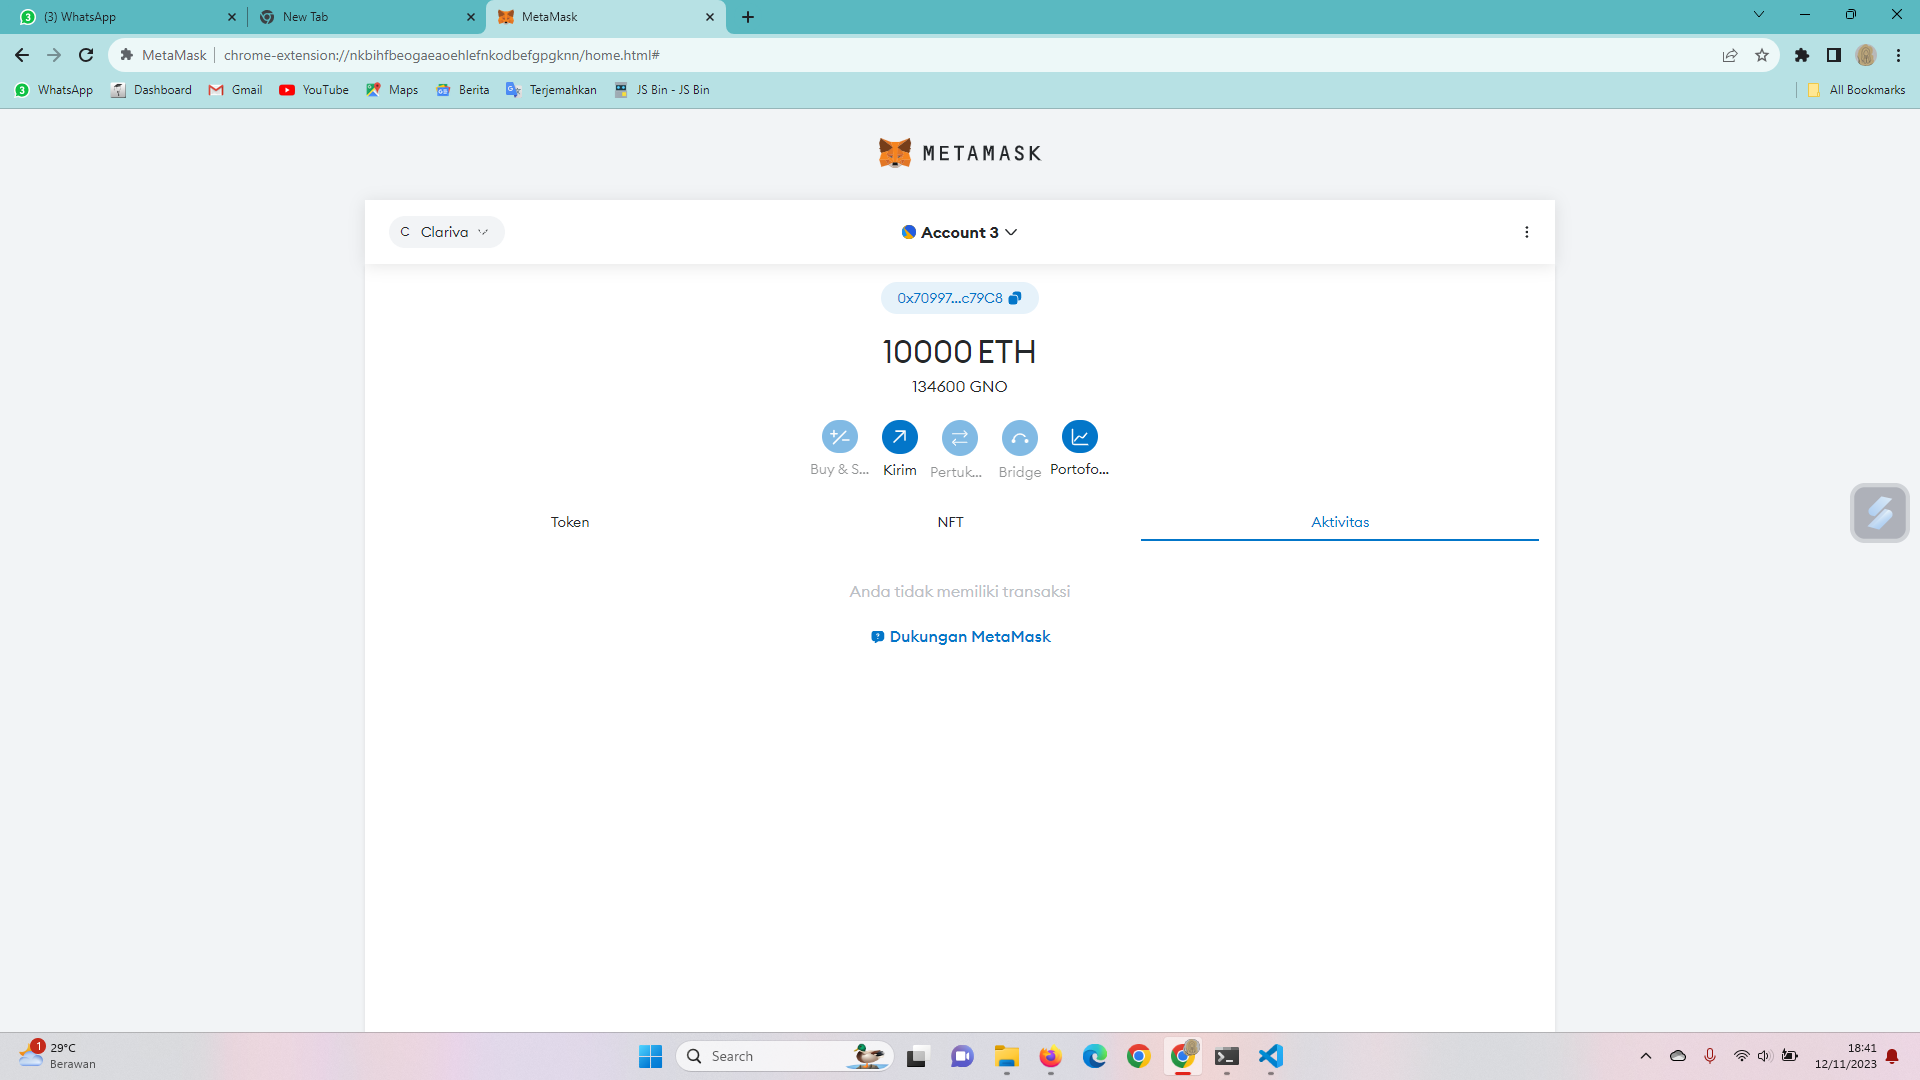 (3) WhatsApp
New Tab
MetaMask
MetaMask
chrome-extension://nkbihfbeogaeaoehlefnkodbefgpgknn/home.html#
3 WhatsApp
Dashboard
Gmail
YouTube
Maps
Berita
Terjemahkan
JS Bin - JS Bin
All Bookmarks
METAMASK
C Clariva
Account 3
0x70997...c79C8
10000 ETH
134600 GNO
Buy & S...
Kirim
Pertuk...
Bridge
Portofo...
Token
NFT
Aktivitas
Anda tidak memiliki transaksi
Dukungan MetaMask
1
29°C
Berawan
Search
18:41
12/11/2023